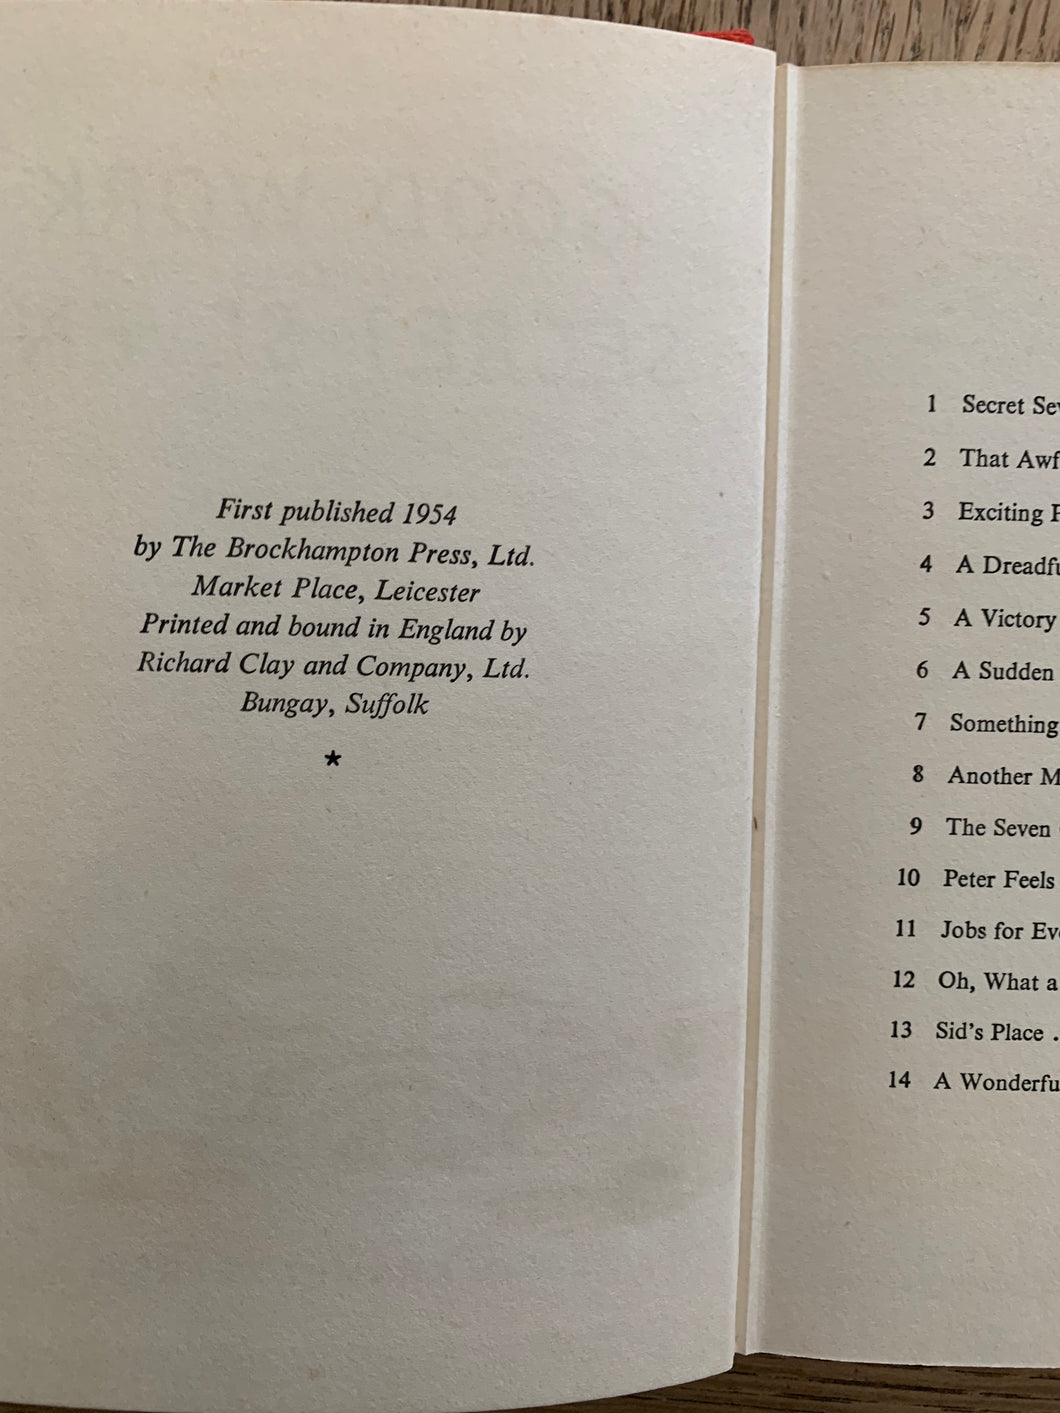 First published 1954
by The Brockhampton Press, Ltd.
Market Place, Leicester
Printed and bound in England by
Richard Clay and Company, Ltd.
Bungay, Suffolk
*
1 Secret
2 That
3 Exciting
4 A
5 A Victory
6 A Sudden
7 Something
8 Another
9 The Seven
10 Peter Feels
11 Jobs for
12 Oh, What a
13 Sid's Place .
14 A